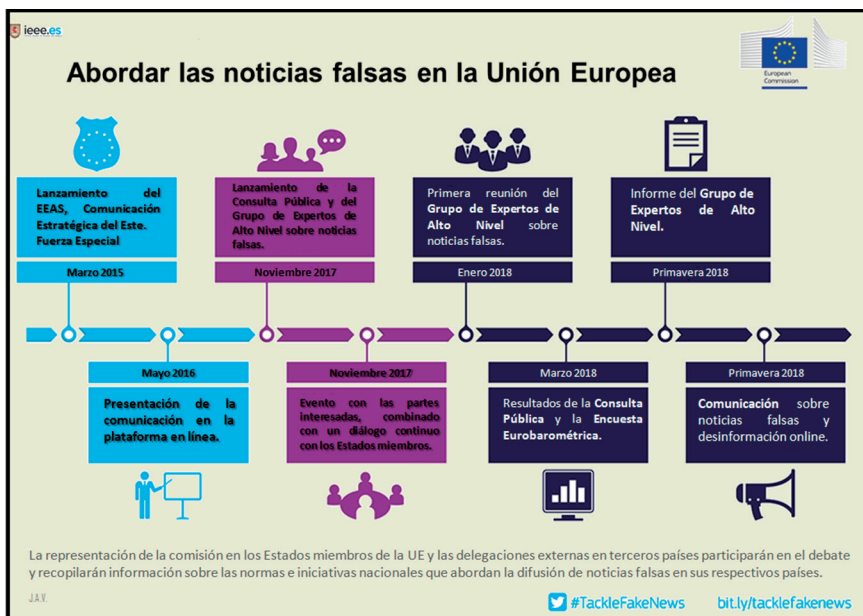 ieee.es
European
Commission
Abordar las noticias falsas en la Unión Europea
Lanzamiento del
EEAS, Comunicación
Estratégica del Este.
Fuerza Especial
Marzo 2015
Lanzamiento de la
Consulta Pública y del
Grupo de Expertos de
Alto Nivel sobre noticias
falsas.
Noviembre 2017
Primera reunión del
Grupo de Expertos de
Alto Nivel sobre
noticias falsas.
Enero 2018
Informe del Grupo de
Expertos de Alto
Nivel.
Primavera 2018
Mayo 2016
Presentación de la
comunicación en la
plataforma en línea.
Noviembre 2017
Evento con las partes
interesadas, combinado
con un diálogo continuo
con los Estados miembros.
Marzo 2018
Resultados de la Consulta
Pública y la Encuesta
Eurobarométrica.
Primavera 2018
Comunicación sobre
noticias falsas y
desinformación online.
La representación de la comisión en los Estados miembros de la UE y las delegaciones externas en terceros países participarán en el debate
y recopilarán información sobre las normas e iniciativas nacionales que abordan la difusión de noticias falsas en sus respectivos países.
J.A.V.
#TackleFakeNews
bit.ly/tacklefakenews